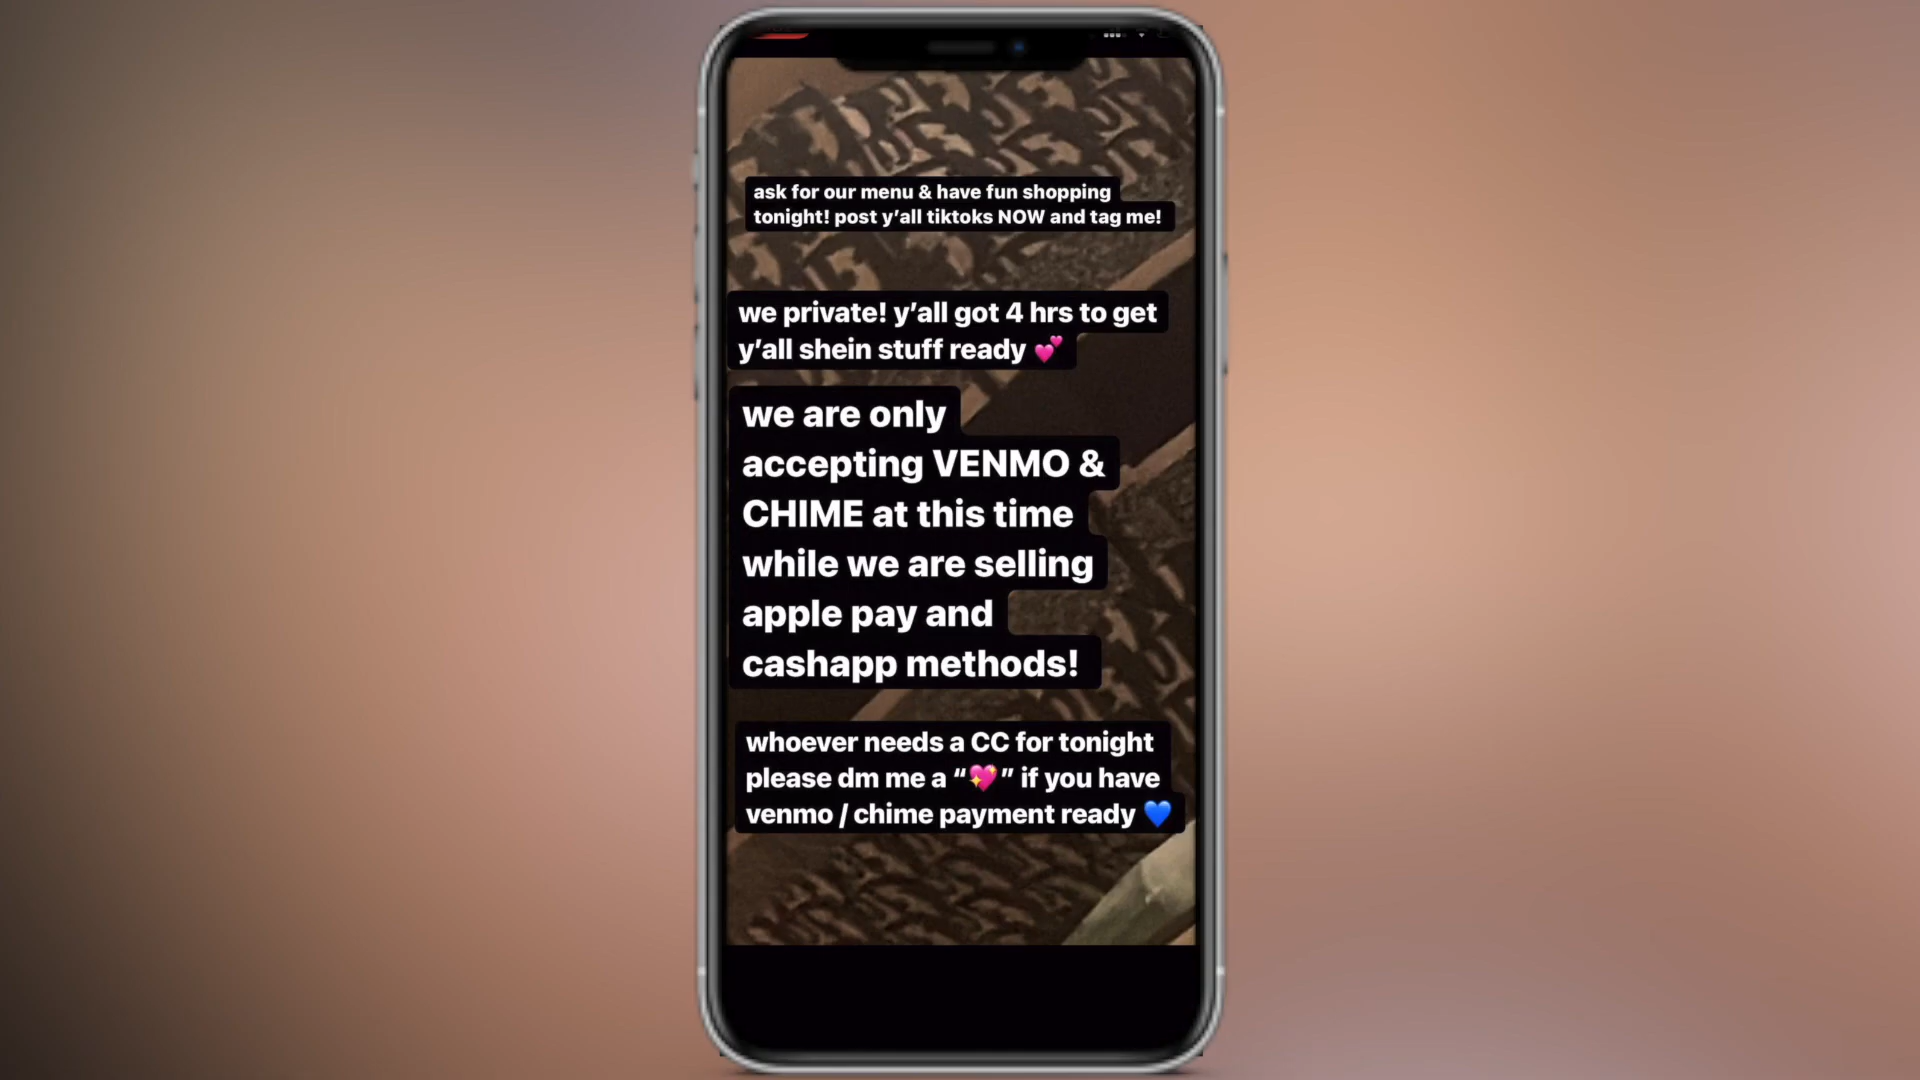 ask for our menu & have fun shopping
tonight! post y’all tiktoks NOW and tag me!
we private! y’all got 4 hrs to get
y’all shein stuff ready 💕
we are only
accepting VENMO &
CHIME at this time
while we are selling
apple pay and
cashapp methods!
whoever needs a CC for tonight
please dm me a “💖” if you have
venmo / chime payment ready 💙